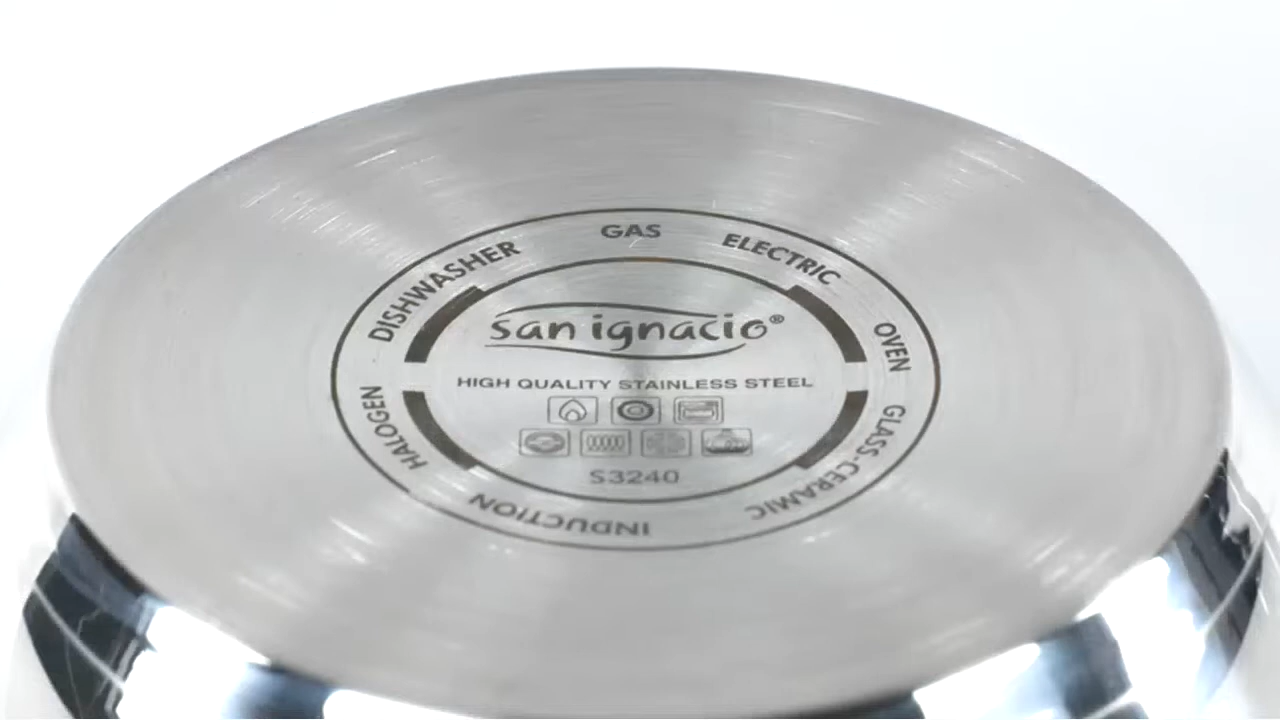 DISHWASHER GAS ELECTRIC OVEN GLASS-CERAMIC INDUCTION HALOGEN
san ignacio®
HIGH QUALITY STAINLESS STEEL
S3240